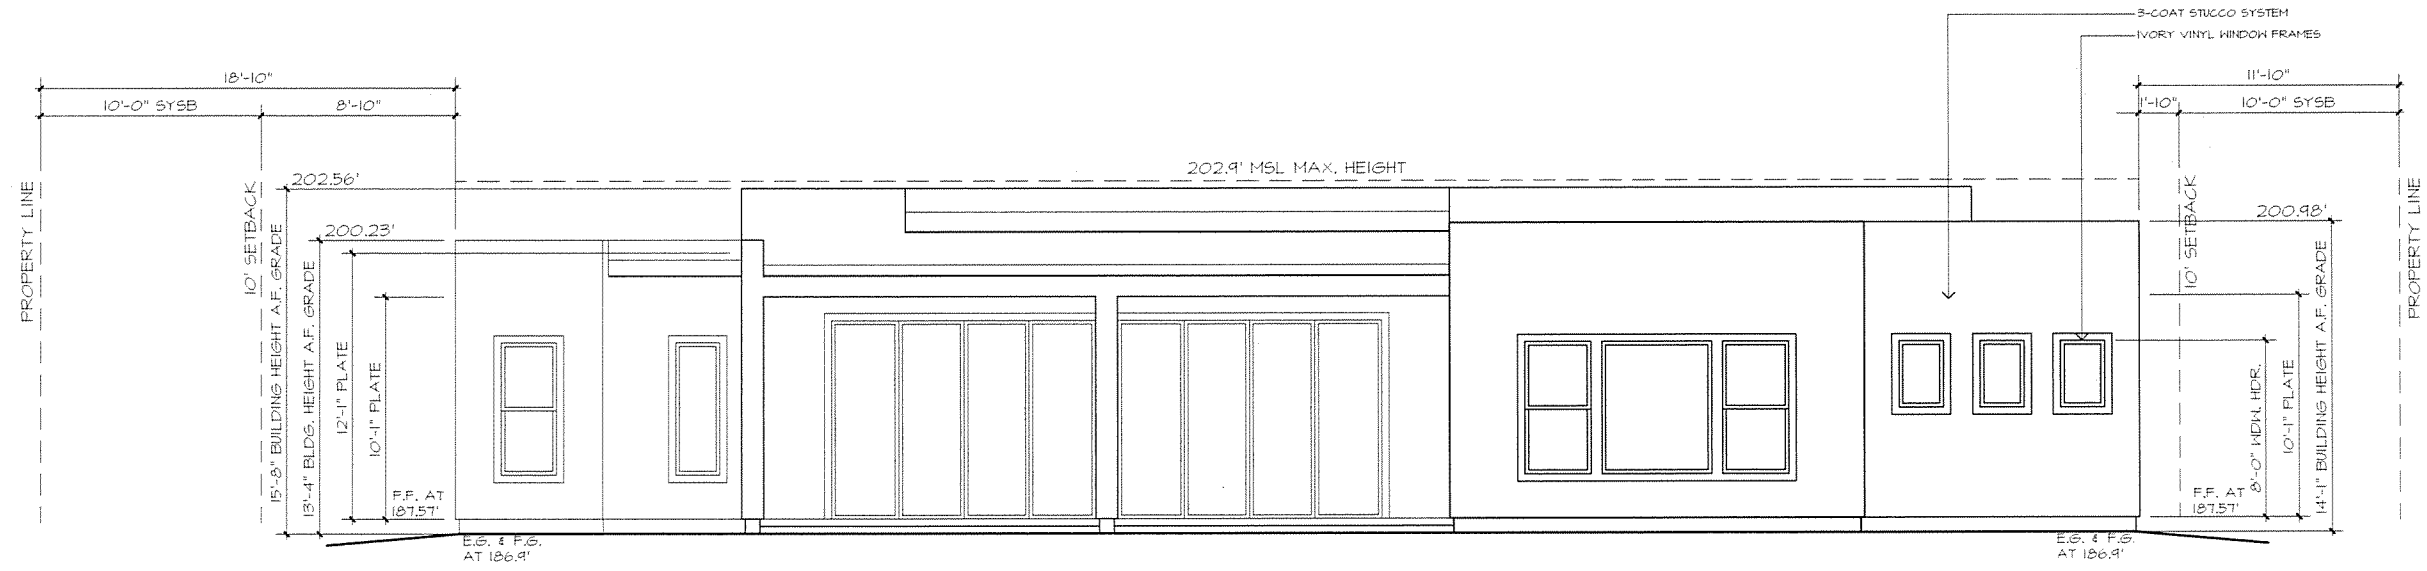 3-COAT STUCCO SYSTEM
IVORY VINYL WINDOW FRAMES
18'-10"
10'-0" SYSB
8'-10"
11'-10"
1'-10"
10'-0" SYSB
202.9' MSL MAX. HEIGHT
PROPERTY LINE
10' SETBACK
202.56'
15'-8" BUILDING HEIGHT A.F. GRADE
200.23'
13'-4" BLDG. HEIGHT A.F. GRADE
12'-1" PLATE
10'-1" PLATE
F.F. AT
187.57'
E.G. & F.G.
AT 186.9'
8'-0" WDW. HDR.
10'-1" PLATE
14'-1" BUILDING HEIGHT A.F. GRADE
200.98'
10' SETBACK
PROPERTY LINE
F.F. AT
187.57'
E.G. & F.G.
AT 186.9'